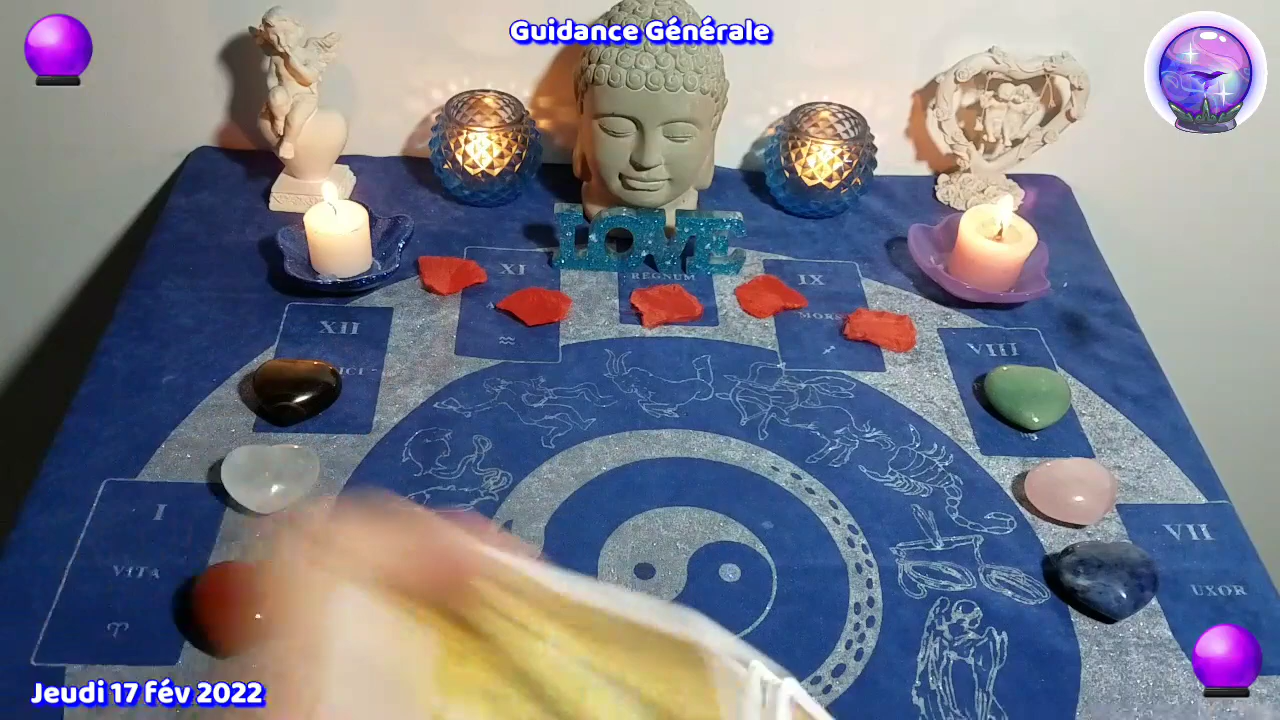 Guidance Générale
LOVE
XI
REGNUM
IX
MORS
XII
VIII
I
VITA
VII
UXOR
Jeudi 17 fév 2022